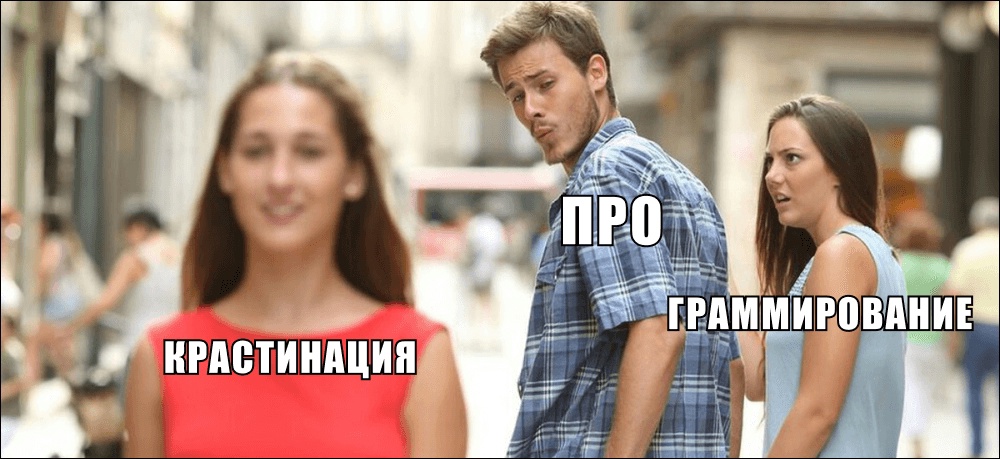 ПРО
ГРАММИРОВАНИЕ
КРАСТИНАЦИЯ